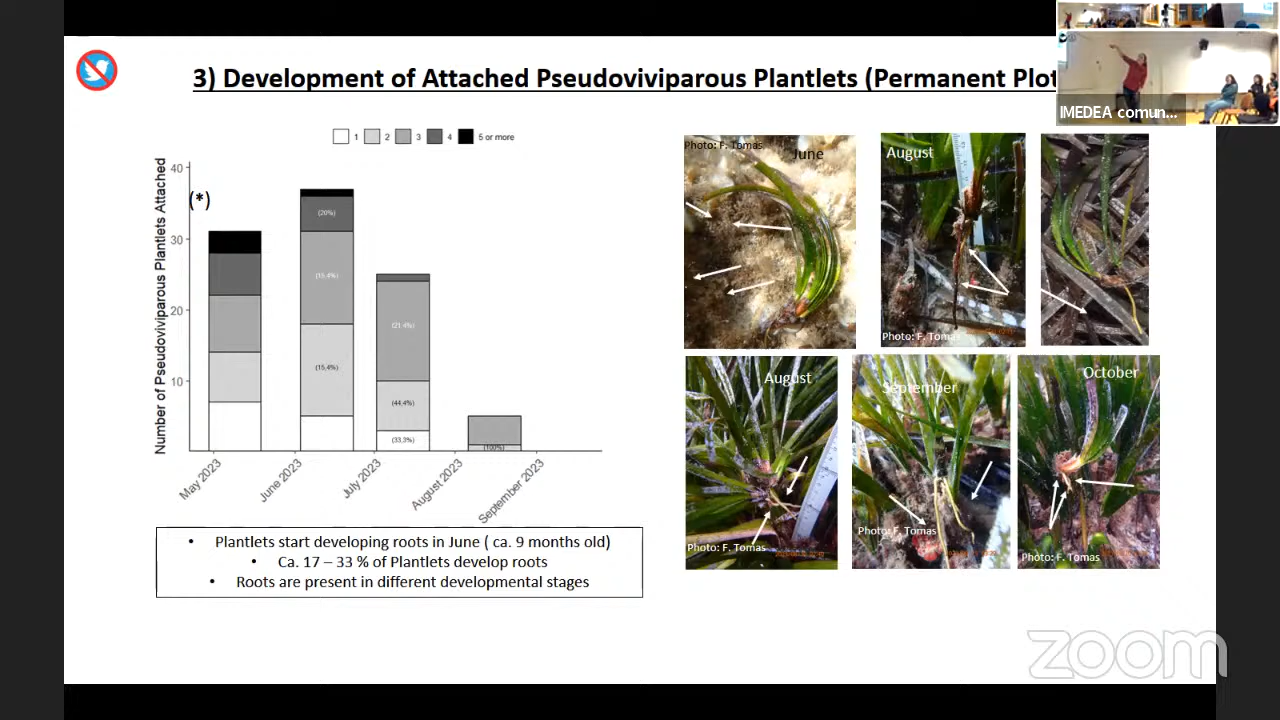 3) Development of Attached Pseudoviviparous Plantlets (Permanent Plot
IMEDEA comun...
1 2 3 4 5 or more
Number of Pseudoviviparous Plantlets Attached
40
30
20
10
(*)
(20%)
(15,4%)
(15,4%)
(21,4%)
(44,4%)
(33,3%)
(100%)
May 2023
June 2023
July 2023
August 2023
September 2023
• Plantlets start developing roots in June ( ca. 9 months old)
• Ca. 17 – 33 % of Plantlets develop roots
• Roots are present in different developmental stages
Photo: F. Tomas
June
August
Photo: F. Tomas
August
Photo: F. Tomas
September
Photo: F. Tomas
October
Photo: F. Tomas
zoom